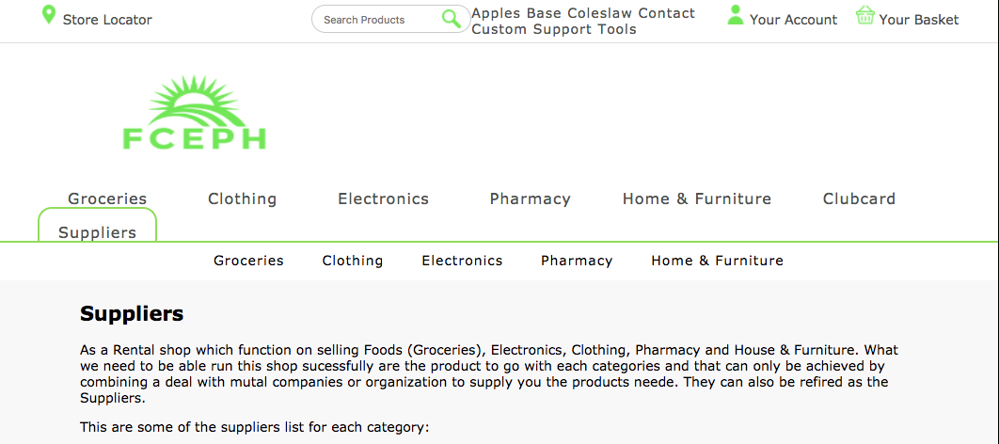 Store Locator
Search Products
Apples Base Coleslaw Contact
Custom Support Tools
Your Account
Your Basket
FCEPH
Groceries Clothing Electronics Pharmacy Home & Furniture Clubcard
Suppliers
Groceries Clothing Electronics Pharmacy Home & Furniture
Suppliers
As a Rental shop which function on selling Foods (Groceries), Electronics, Clothing, Pharmacy and House & Furniture. What
we need to be able run this shop sucessfully are the product to go with each categories and that can only be achieved by
combining a deal with mutal companies or organization to supply you the products neede. They can also be refired as the
Suppliers.
This are some of the suppliers list for each category: